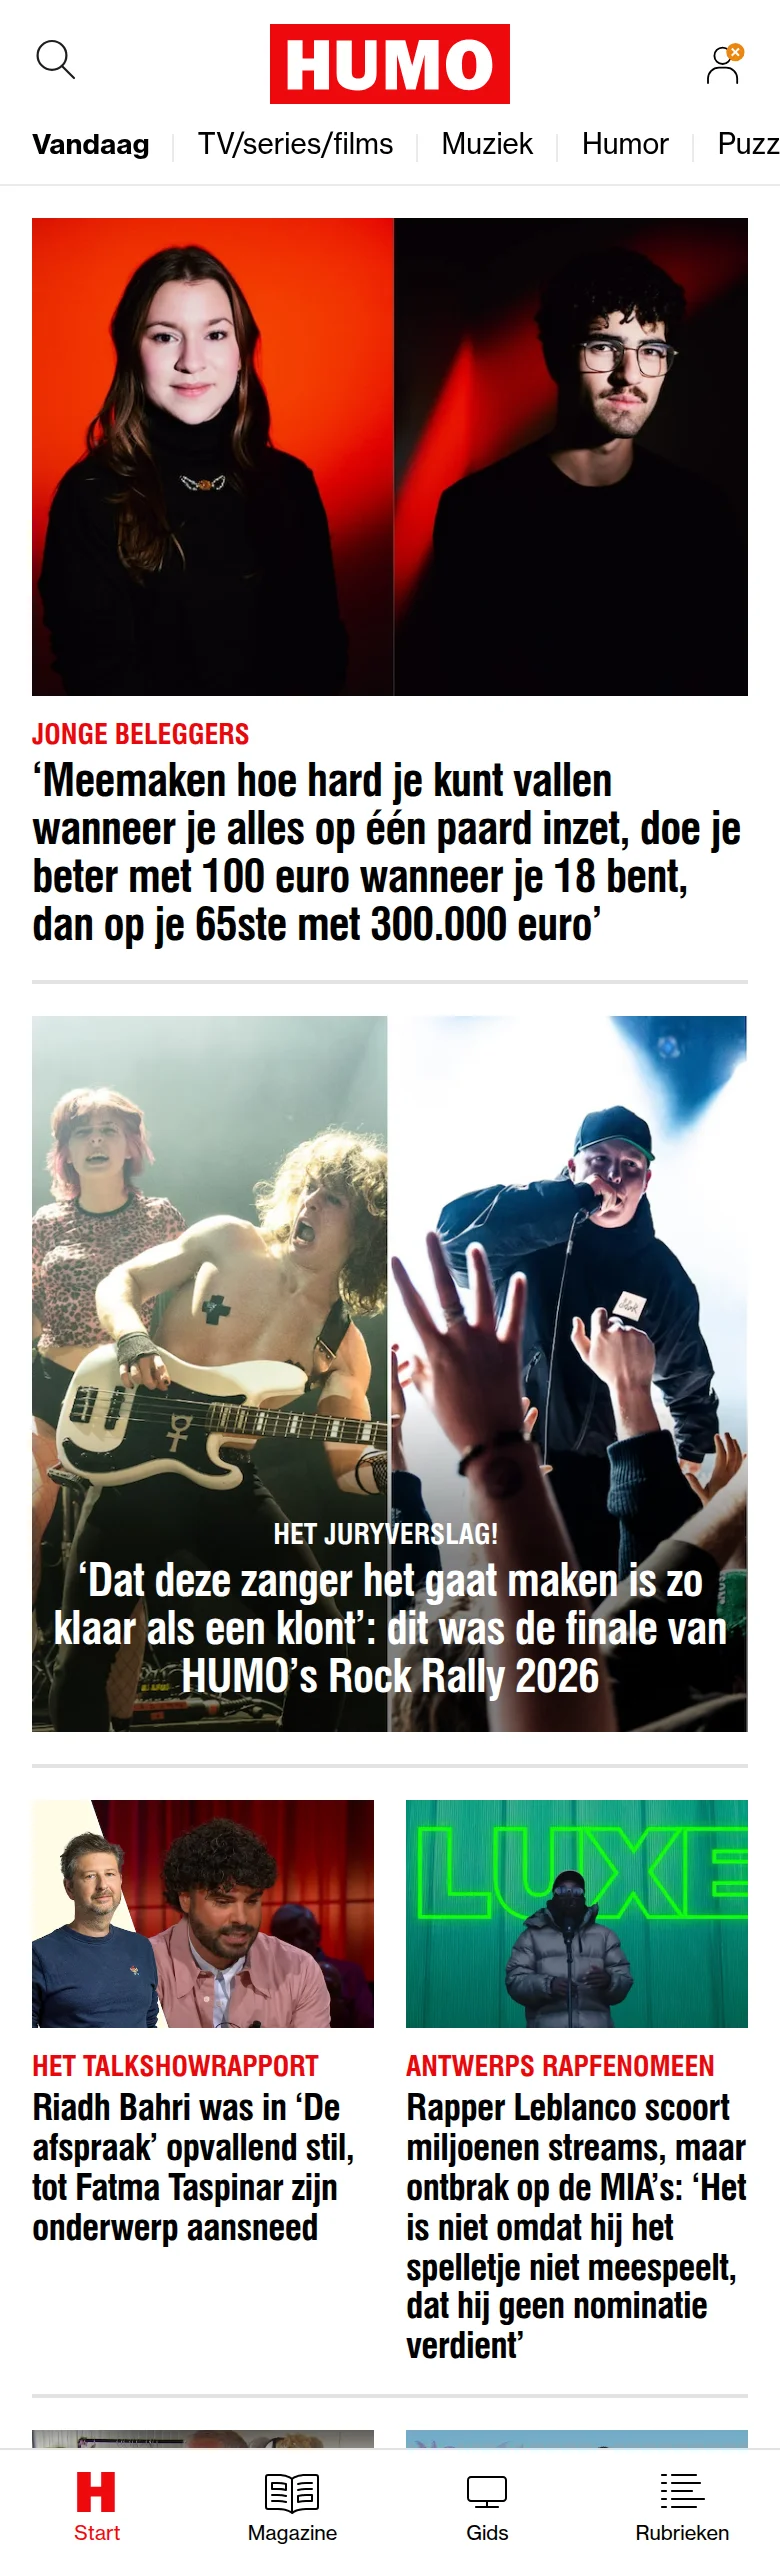 HUMO
Vandaag
TV/series/films
Muziek
Humor
Puzz
JONGE BELEGGERS
‘Meemaken hoe hard je kunt vallen
wanneer je alles op één paard inzet, doe je
beter met 100 euro wanneer je 18 bent,
dan op je 65ste met 300.000 euro’
HET JURYVERSLAG!
‘Dat deze zanger het gaat maken is zo
klaar als een klont’: dit was de finale van
HUMO’s Rock Rally 2026
LUXE
HET TALKSHOWRAPPORT
Riadh Bahri was in ‘De
afspraak’ opvallend stil,
tot Fatma Taspinar zijn
onderwerp aansneed
ANTWERPS RAPFENOMEEN
Rapper Leblanco scoort
miljoenen streams, maar
ontbrak op de MIA’s: ‘Het
is niet omdat hij het
spelletje niet meespeelt,
dat hij geen nominatie
verdient’
H
Start
Magazine
Gids
Rubrieken